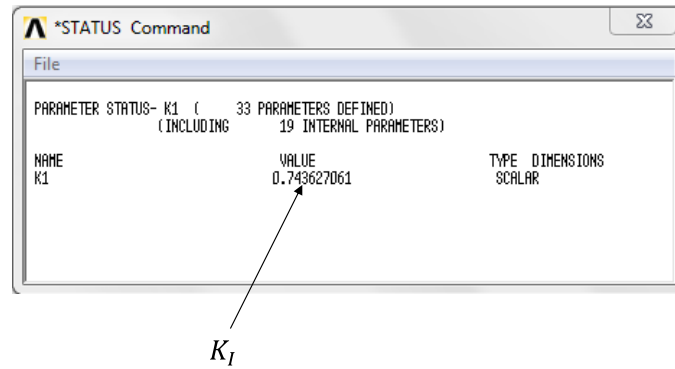 *STATUS Command
File
PARAMETER STATUS- K1 ( 33 PARAMETERS DEFINED)
(INCLUDING 19 INTERNAL PARAMETERS)
NAME VALUE TYPE DIMENSIONS
K1 0.743627061 SCALAR
K_I